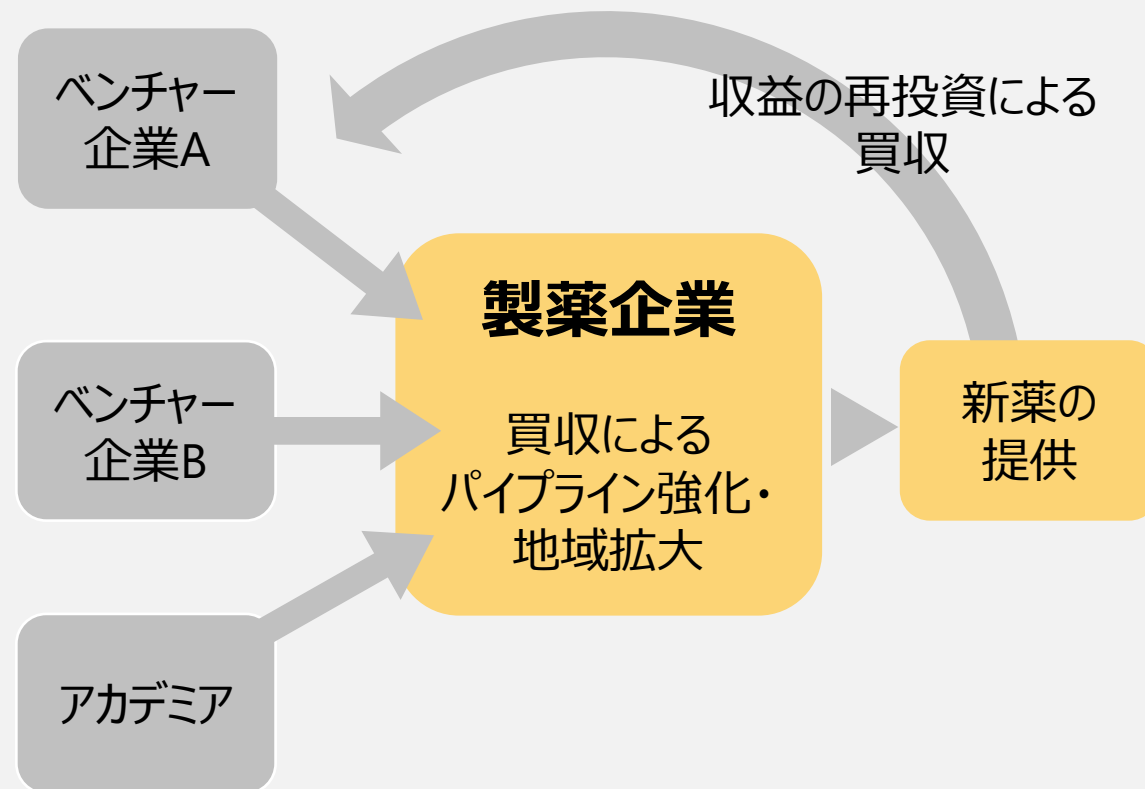 ベンチャー
企業A
収益の再投資による
買収
製薬企業
買収による
パイプライン強化・
地域拡大
ベンチャー
企業B
新薬の
提供
アカデミア